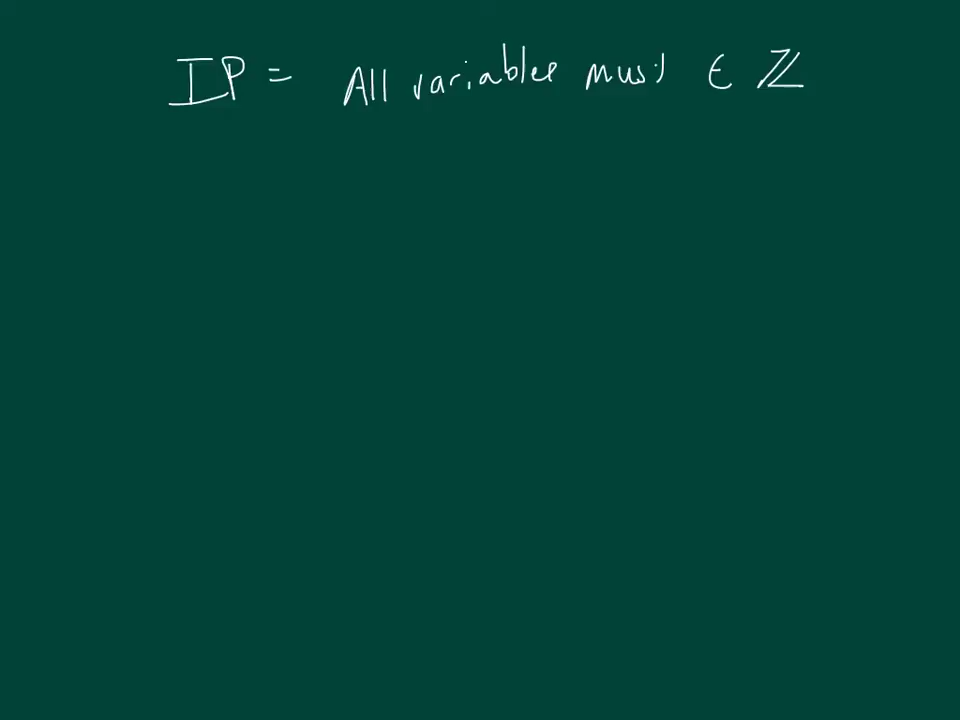 IP = All variables must ∈ ℤ